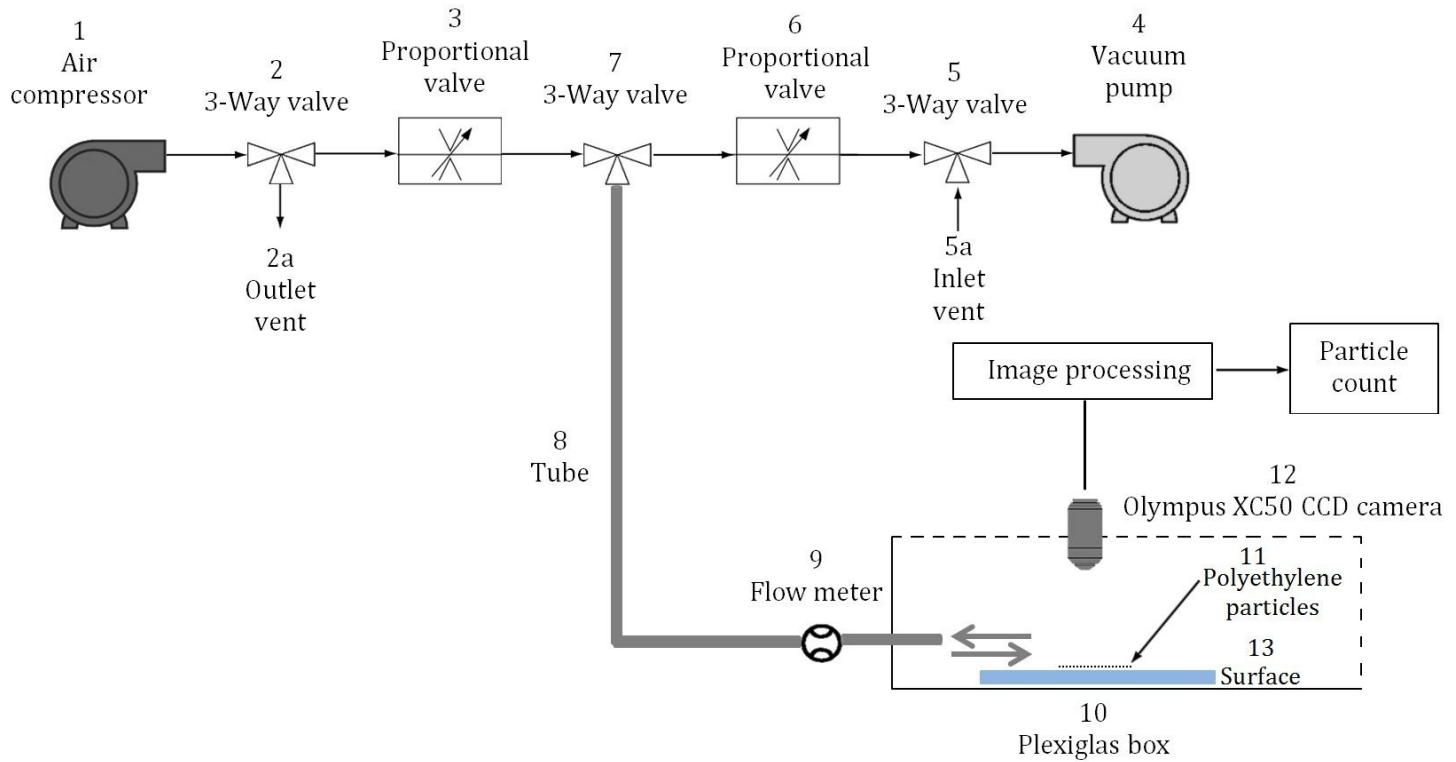 1
Air
compressor
2
3-Way valve
3
Proportional
valve
7
3-Way valve
6
Proportional
valve
5
3-Way valve
4
Vacuum
pump
2a
Outlet
vent
5a
Inlet
vent
Image processing
Particle
count
8
Tube
12
Olympus XC50 CCD camera
9
Flow meter
11
Polyethylene
particles
13
Surface
10
Plexiglas box